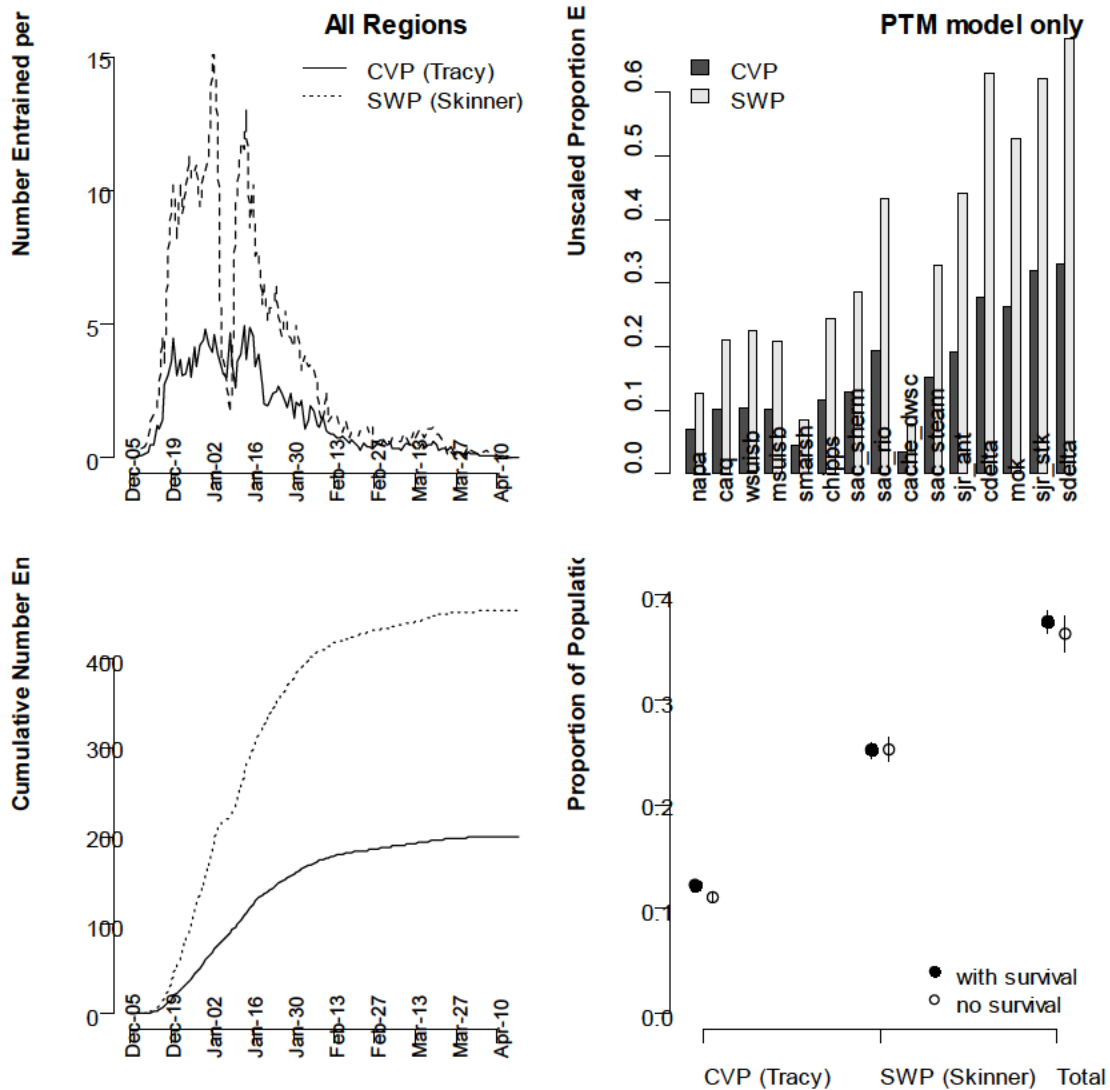 All Regions
Number Entrained per
15
10
5
0
CVP (Tracy)
SWP (Skinner)
Dec-05
Dec-19
Jan-02
Jan-16
Jan-30
Feb-13
Feb-27
Mar-13
Mar-27
Apr-10
PTM model only
Unscaled Proportion E
0.6
0.5
0.4
0.3
0.2
0.1
0.0
CVP
SWP
napa
carq
wsuisb
msuisb
smarsh
chipps
sac_sherm
sac_rio
cache_dwsc
sac_steam
sjr_ant
cdelta
mok
sjr_stk
sdelta
Cumulative Number En
400
300
200
100
0
Dec-05
Dec-19
Jan-02
Jan-16
Jan-30
Feb-13
Feb-27
Mar-13
Mar-27
Apr-10
Proportion of Populatio
0.4
0.3
0.2
0.1
0.0
with survival
no survival
CVP (Tracy)
SWP (Skinner)
Total